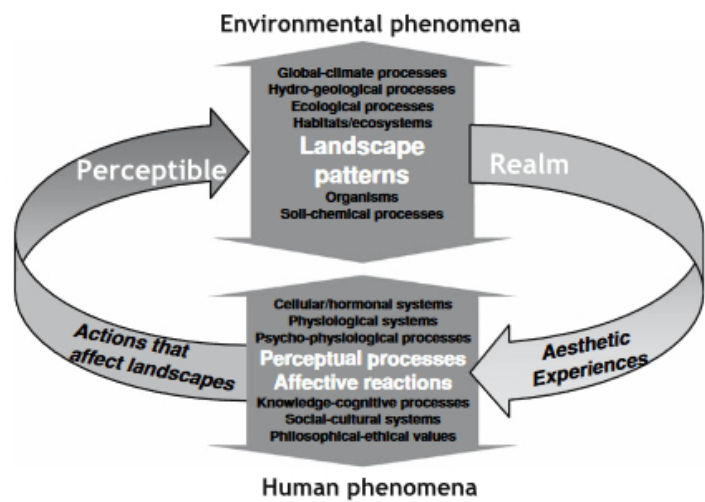 Environmental phenomena
Global-climate processes
Hydro-geological processes
Ecological processes
Habitats/ecosystems
Landscape
patterns
Organisms
Soil-chemical processes
Perceptible
Realm
Cellular/hormonal systems
Physiological systems
Psycho-physiological processes
Perceptual processes
Affective reactions
Knowledge-cognitive processes
Social-cultural systems
Philosophical-ethical values
Actions that
affect landscapes
Aesthetic
Experiences
Human phenomena